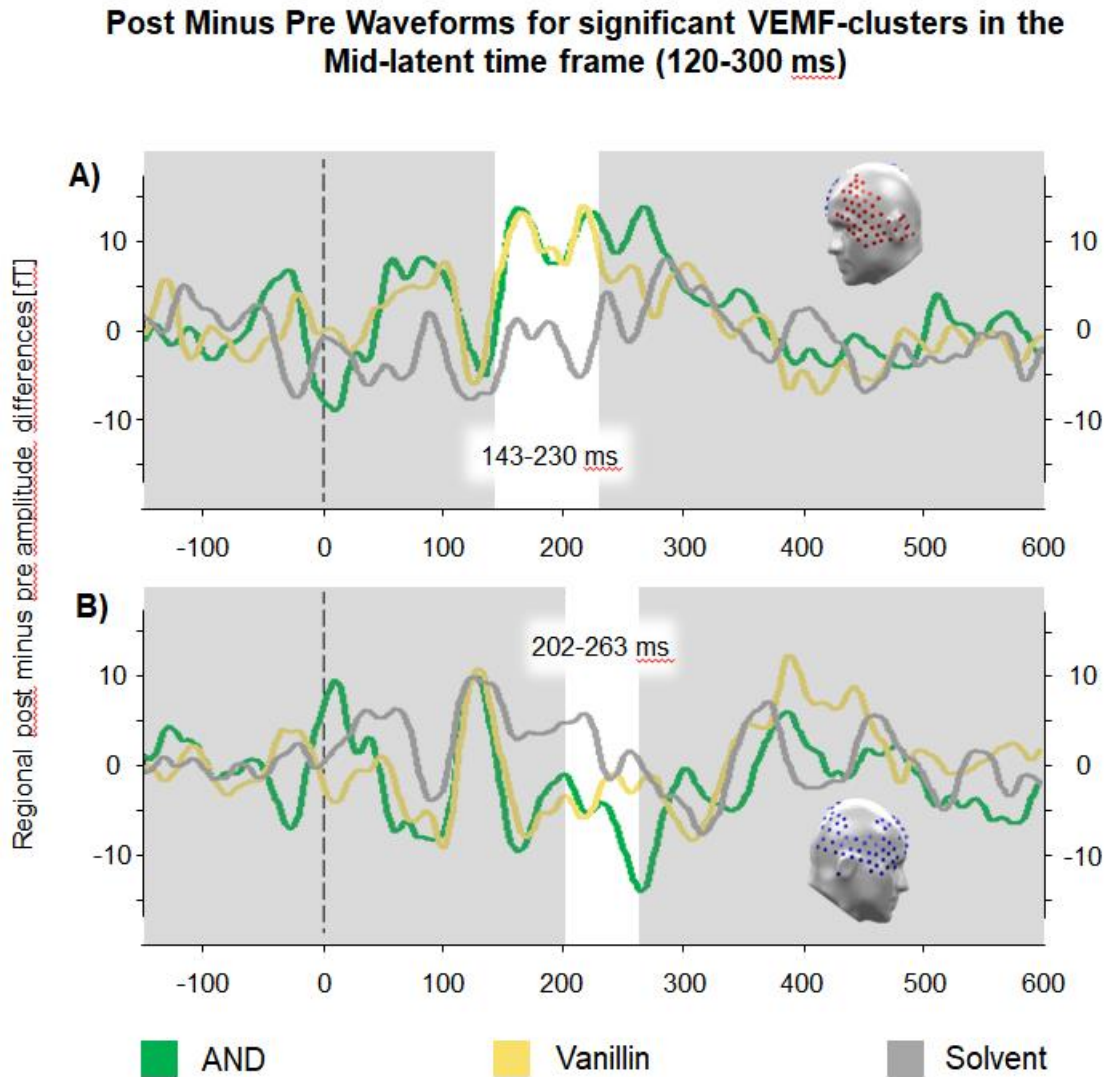 Post Minus Pre Waveforms for significant VEMF-clusters in the
Mid-latent time frame (120-300 ms)
Regional post minus pre amplitude differences[fT]
A)
10
0
-10
10
0
-10
143-230 ms
-100 0 100 200 300 400 500 600
B)
202-263 ms
10
0
-10
10
0
-10
-100 0 100 200 300 400 500 600
AND Vanillin Solvent